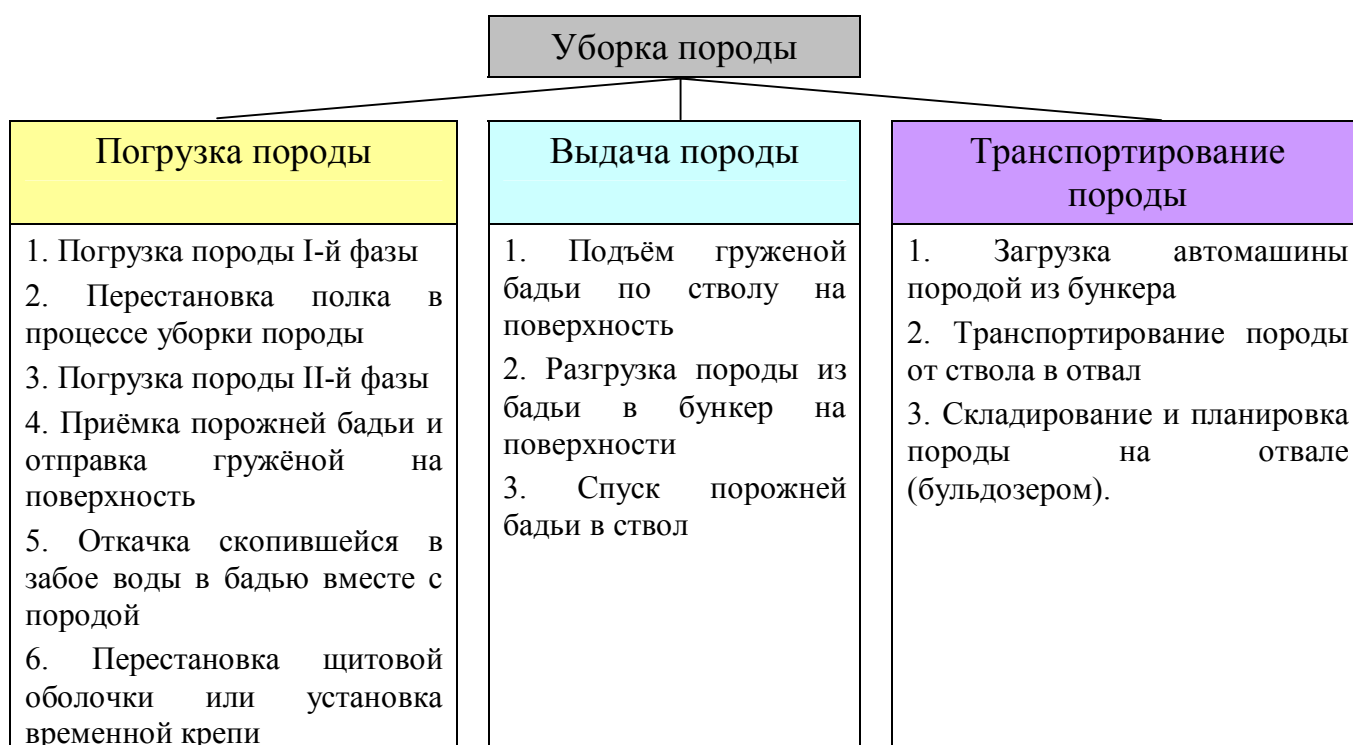 Уборка породы
Погрузка породы
1. Погрузка породы I-й фазы
2. Перестановка полка в
процессе уборки породы
3. Погрузка породы II-й фазы
4. Приёмка порожней бадьи и
отправка гружёной на
поверхность
5. Откачка скопившейся в
забое воды в бадью вместе с
породой
6. Перестановка щитовой
оболочки или установка
временной крепи
Выдача породы
1. Подъём груженой
бадьи по стволу на
поверхность
2. Разгрузка породы из
бадьи в бункер на
поверхности
3. Спуск порожней
бадьи в ствол
Транспортирование
породы
1. Загрузка автомашины
породой из бункера
2. Транспортирование породы
от ствола в отвал
3. Складирование и планировка
породы на отвале
(бульдозером).